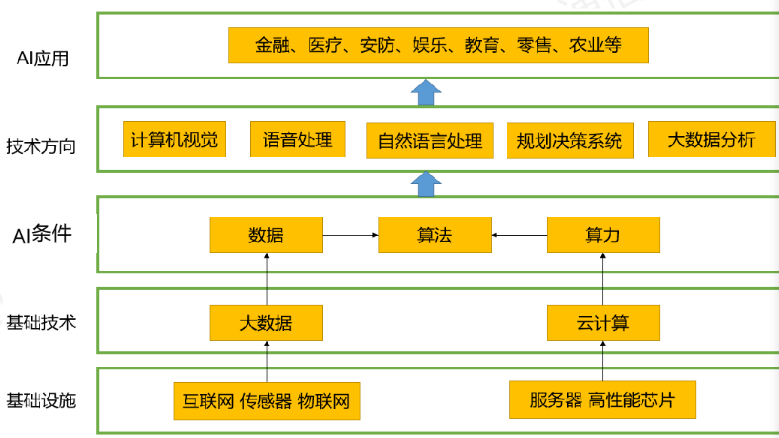 AI应用
金融、医疗、安防、娱乐、教育、零售、农业等
技术方向
计算机视觉
语音处理
自然语言处理
规划决策系统
大数据分析
AI条件
数据
算法
算力
基础技术
大数据
云计算
基础设施
互联网 传感器 物联网
服务器 高性能芯片